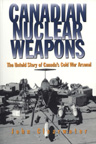 CANADIAN
NUCLEAR
WEAPONS
The Untold Story of Canada's Cold War Arsenal